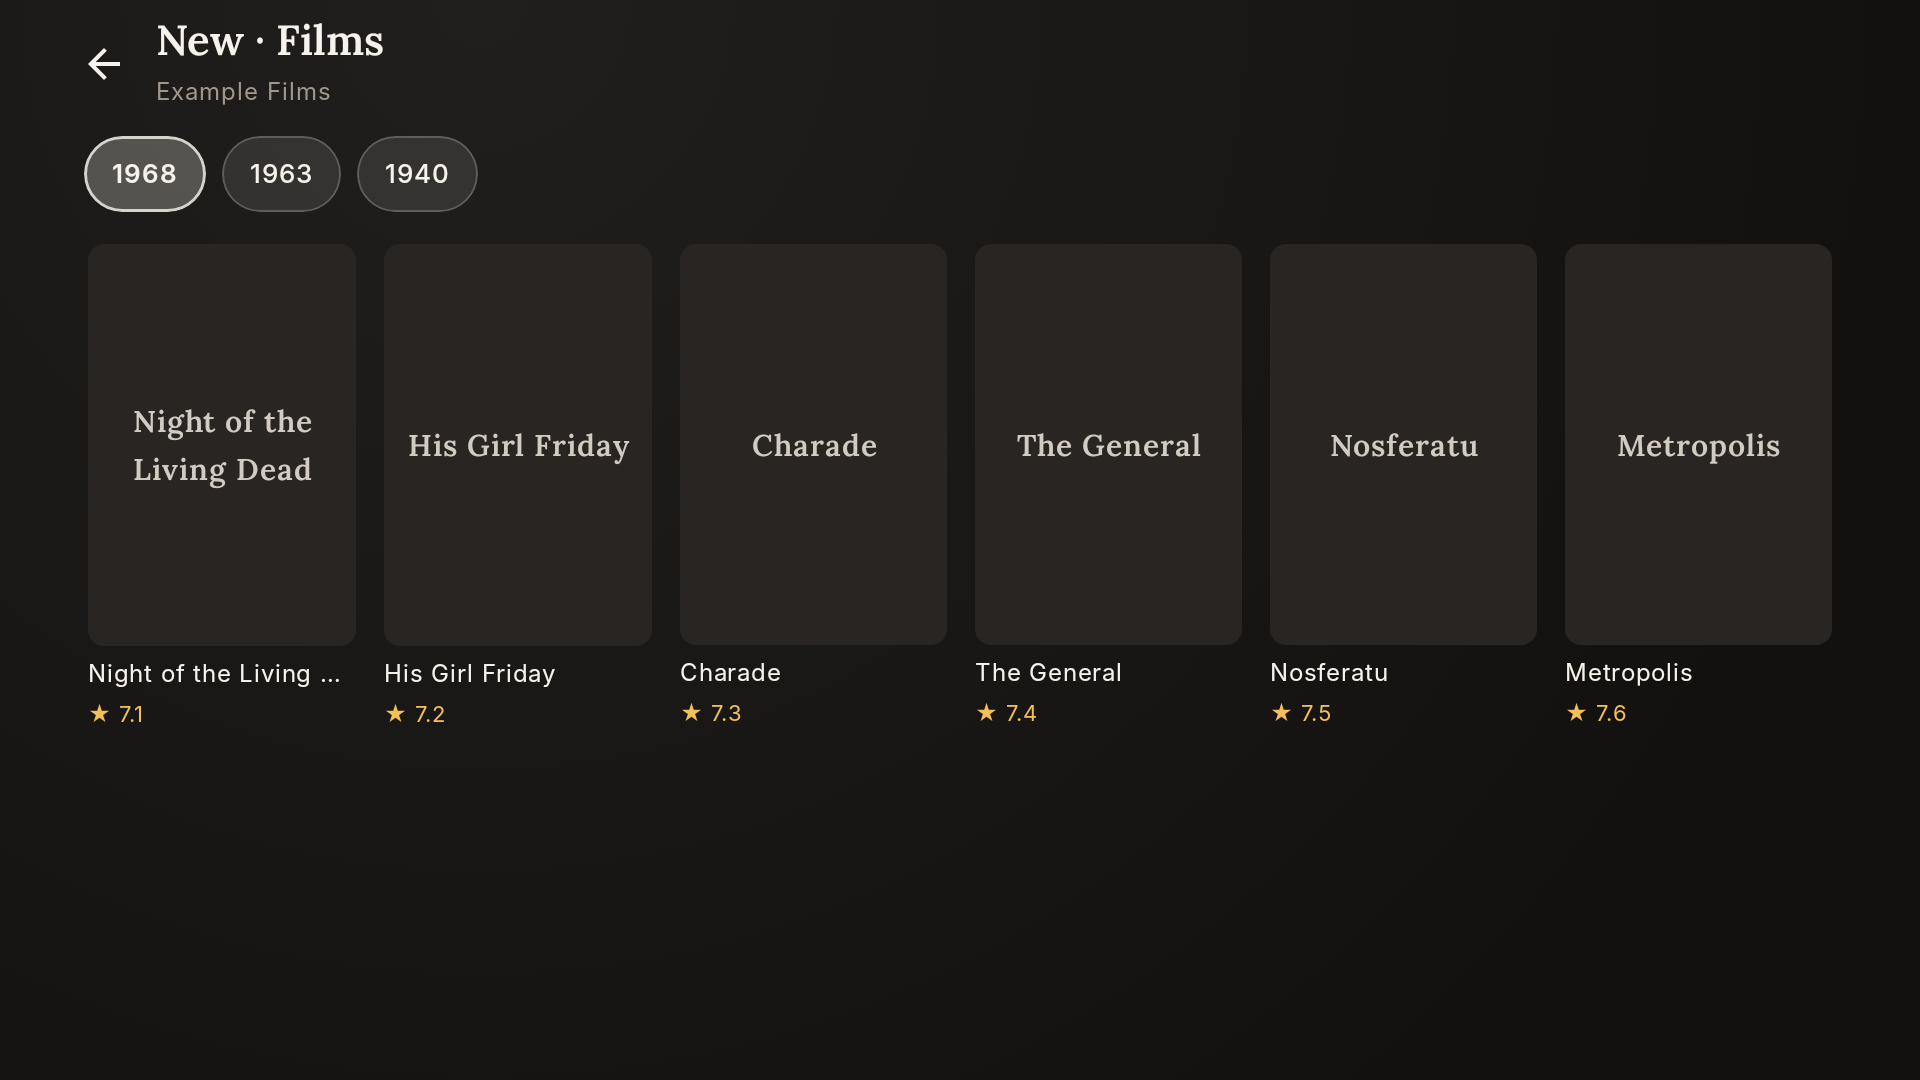 New · Films
Example Films
1968
1963
1940
Night of the
Living Dead
His Girl Friday
Charade
The General
Nosferatu
Metropolis
Night of the Living ...
★ 7.1
His Girl Friday
★ 7.2
Charade
★ 7.3
The General
★ 7.4
Nosferatu
★ 7.5
Metropolis
★ 7.6